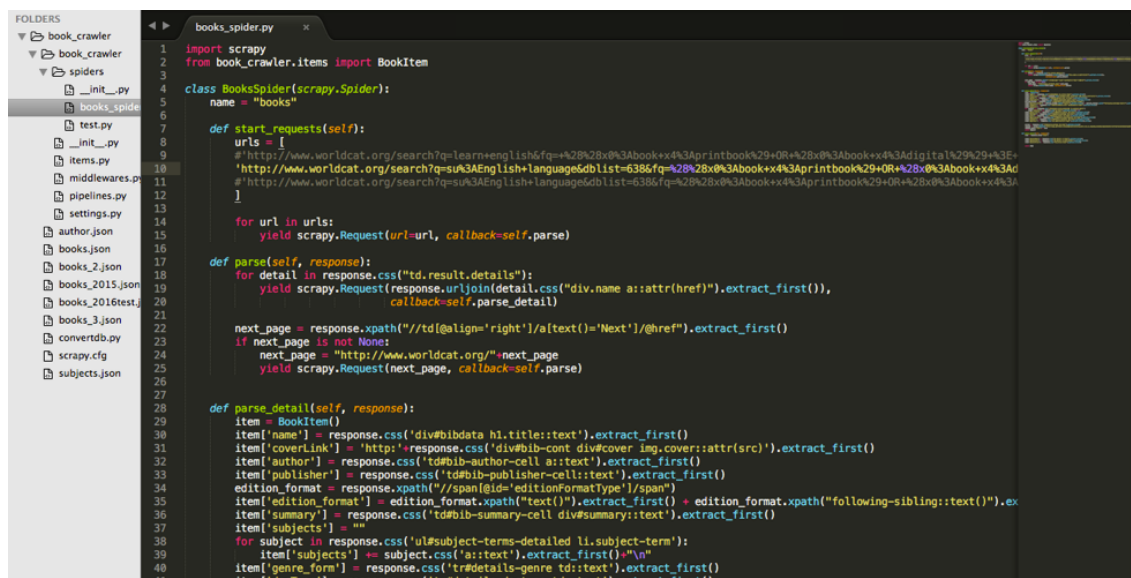 FOLDERS
book_crawler
book_crawler
spiders
__init__.py
books_spide
test.py
__init__.py
items.py
middlewares.py
pipelines.py
settings.py
author.json
books.json
books_2.json
books_2015.json
books_2016test.j
books_3.json
convertdb.py
scrapy.cfg
subjects.json
books_spider.py ×
1 import scrapy
2 from book_crawler.items import BookItem
3
4 class BooksSpider(scrapy.Spider):
5 name = "books"
6
7 def start_requests(self):
8 urls = [
9 #'http://www.worldcat.org/search?q=learn+english&fq=+%28%28x0%3Abook+x4%3Aprintbook%29+OR+%28x0%3Abook+x4%3Adigital%29%29+%3E+
10 'http://www.worldcat.org/search?q=su%3AEnglish+language&dblist=638&fq=%28%28x0%3Abook+x4%3Aprintbook%29+OR+%28x0%3Abook+x4%3Ad
11 #'http://www.worldcat.org/search?q=su%3AEnglish+language&dblist=638&fq=%28%28x0%3Abook+x4%3Aprintbook%29+OR+%28x0%3Abook+x4%3A
12 ]
13
14 for url in urls:
15 yield scrapy.Request(url=url, callback=self.parse)
16
17 def parse(self, response):
18 for detail in response.css("td.result.details"):
19 yield scrapy.Request(response.urljoin(detail.css("div.name a::attr(href)").extract_first()),
20 callback=self.parse_detail)
21
22 next_page = response.xpath("//td[@align='right']/a[text()='Next']/@href").extract_first()
23 if next_page is not None:
24 next_page = "http://www.worldcat.org/"+next_page
25 yield scrapy.Request(next_page, callback=self.parse)
26
27
28 def parse_detail(self, response):
29 item = BookItem()
30 item['name'] = response.css('div#bibdata h1.title::text').extract_first()
31 item['coverLink'] = 'http:'+response.css('div#bib-cont div#cover img.cover::attr(src)').extract_first()
32 item['author'] = response.css('td#bib-author-cell a::text').extract_first()
33 item['publisher'] = response.css('td#bib-publisher-cell::text').extract_first()
34 edition_format = response.xpath("//span[@id='editionFormatType']/span")
35 item['edition_format'] = edition_format.xpath("text()").extract_first() + edition_format.xpath("following-sibling::text()").ex
36 item['summary'] = response.css('td#bib-summary-cell div#summary::text').extract_first()
37 item['subjects'] = ""
38 for subject in response.css('ul#subject-terms-detailed li.subject-term'):
39 item['subjects'] += subject.css('a::text').extract_first()+"\n"
40 item['genre_form'] = response.css('tr#details-genre td::text').extract_first()